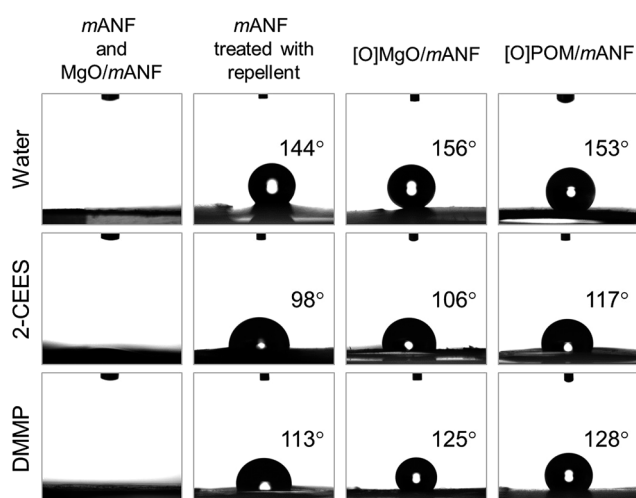 mANF
and
MgO/mANF
mANF
treated with
repellent
[O]MgO/mANF
[O]POM/mANF
Water
144°
156°
153°
2-CEES
98°
106°
117°
DMMP
113°
125°
128°